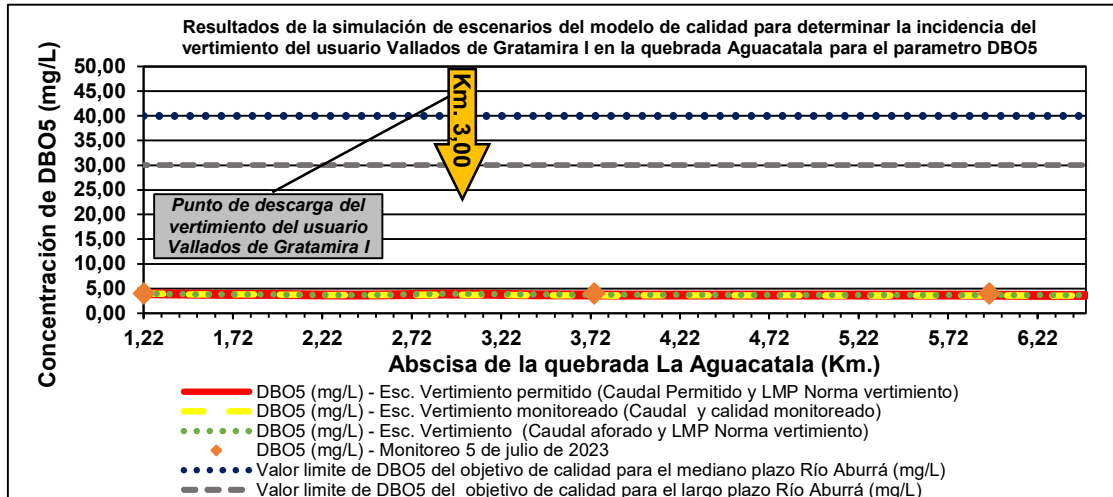 Resultados de la simulación de escenarios del modelo de calidad para determinar la incidencia del
vertimiento del usuario Vallados de Gratamira I en la quebrada Aguacatala para el parametro DBO5
Concentración de DBO5 (mg/L)
50,00
45,00
40,00
35,00
30,00
25,00
20,00
15,00
10,00
5,00
0,00
Km. 3,00
Punto de descarga del
vertimiento del usuario
Vallados de Gratamira I
1,22 1,72 2,22 2,72 3,22 3,72 4,22 4,72 5,22 5,72 6,22
Abscisa de la quebrada La Aguacatala (Km.)
DBO5 (mg/L) - Esc. Vertimiento permitido (Caudal Permitido y LMP Norma vertimiento)
DBO5 (mg/L) - Esc. Vertimiento monitoreado (Caudal y calidad monitoreado)
DBO5 (mg/L) - Esc. Vertimiento (Caudal aforado y LMP Norma vertimiento)
DBO5 (mg/L) - Monitoreo 5 de julio de 2023
Valor limite de DBO5 del objetivo de calidad para el mediano plazo Río Aburrá (mg/L)
Valor limite de DBO5 del objetivo de calidad para el largo plazo Río Aburrá (mg/L)